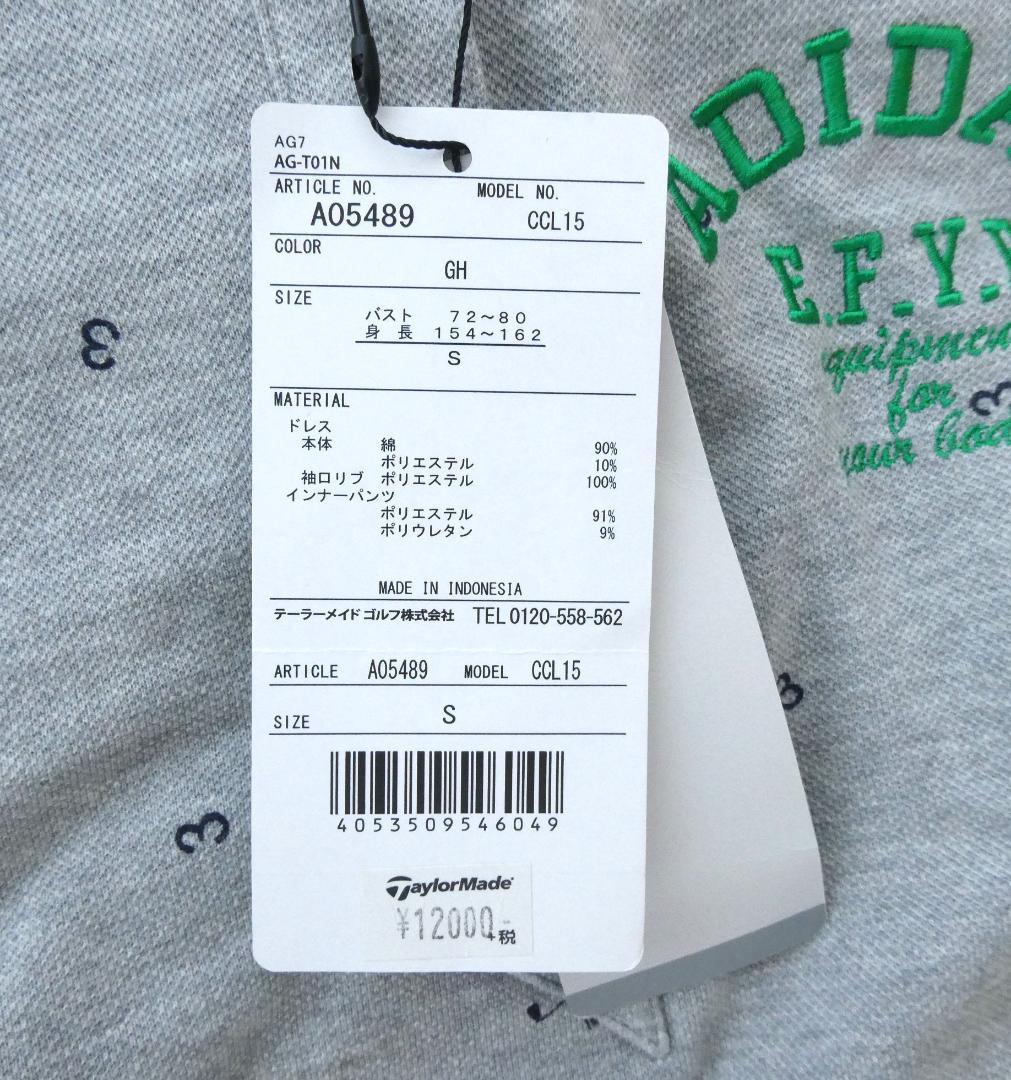 AG7
AG-T01N
ARTICLE NO. MODEL NO.
A05489 CCL15
COLOR
GH
SIZE
バスト 72～80
身 長 154～162
S
MATERIAL
ドレス
本体 綿 90%
ポリエステル 10%
袖口リブ ポリエステル 100%
インナーパンツ
ポリエステル 91%
ポリウレタン 9%
MADE IN INDONESIA
テーラーメイド ゴルフ株式会社 TEL 0120-558-562
ARTICLE A05489 MODEL CCL15
SIZE S
4053509546049
TaylorMade
¥12000-
+税
ADIDA
E.F.Y.Y
equipmen
for
your bod
3
3
3
3